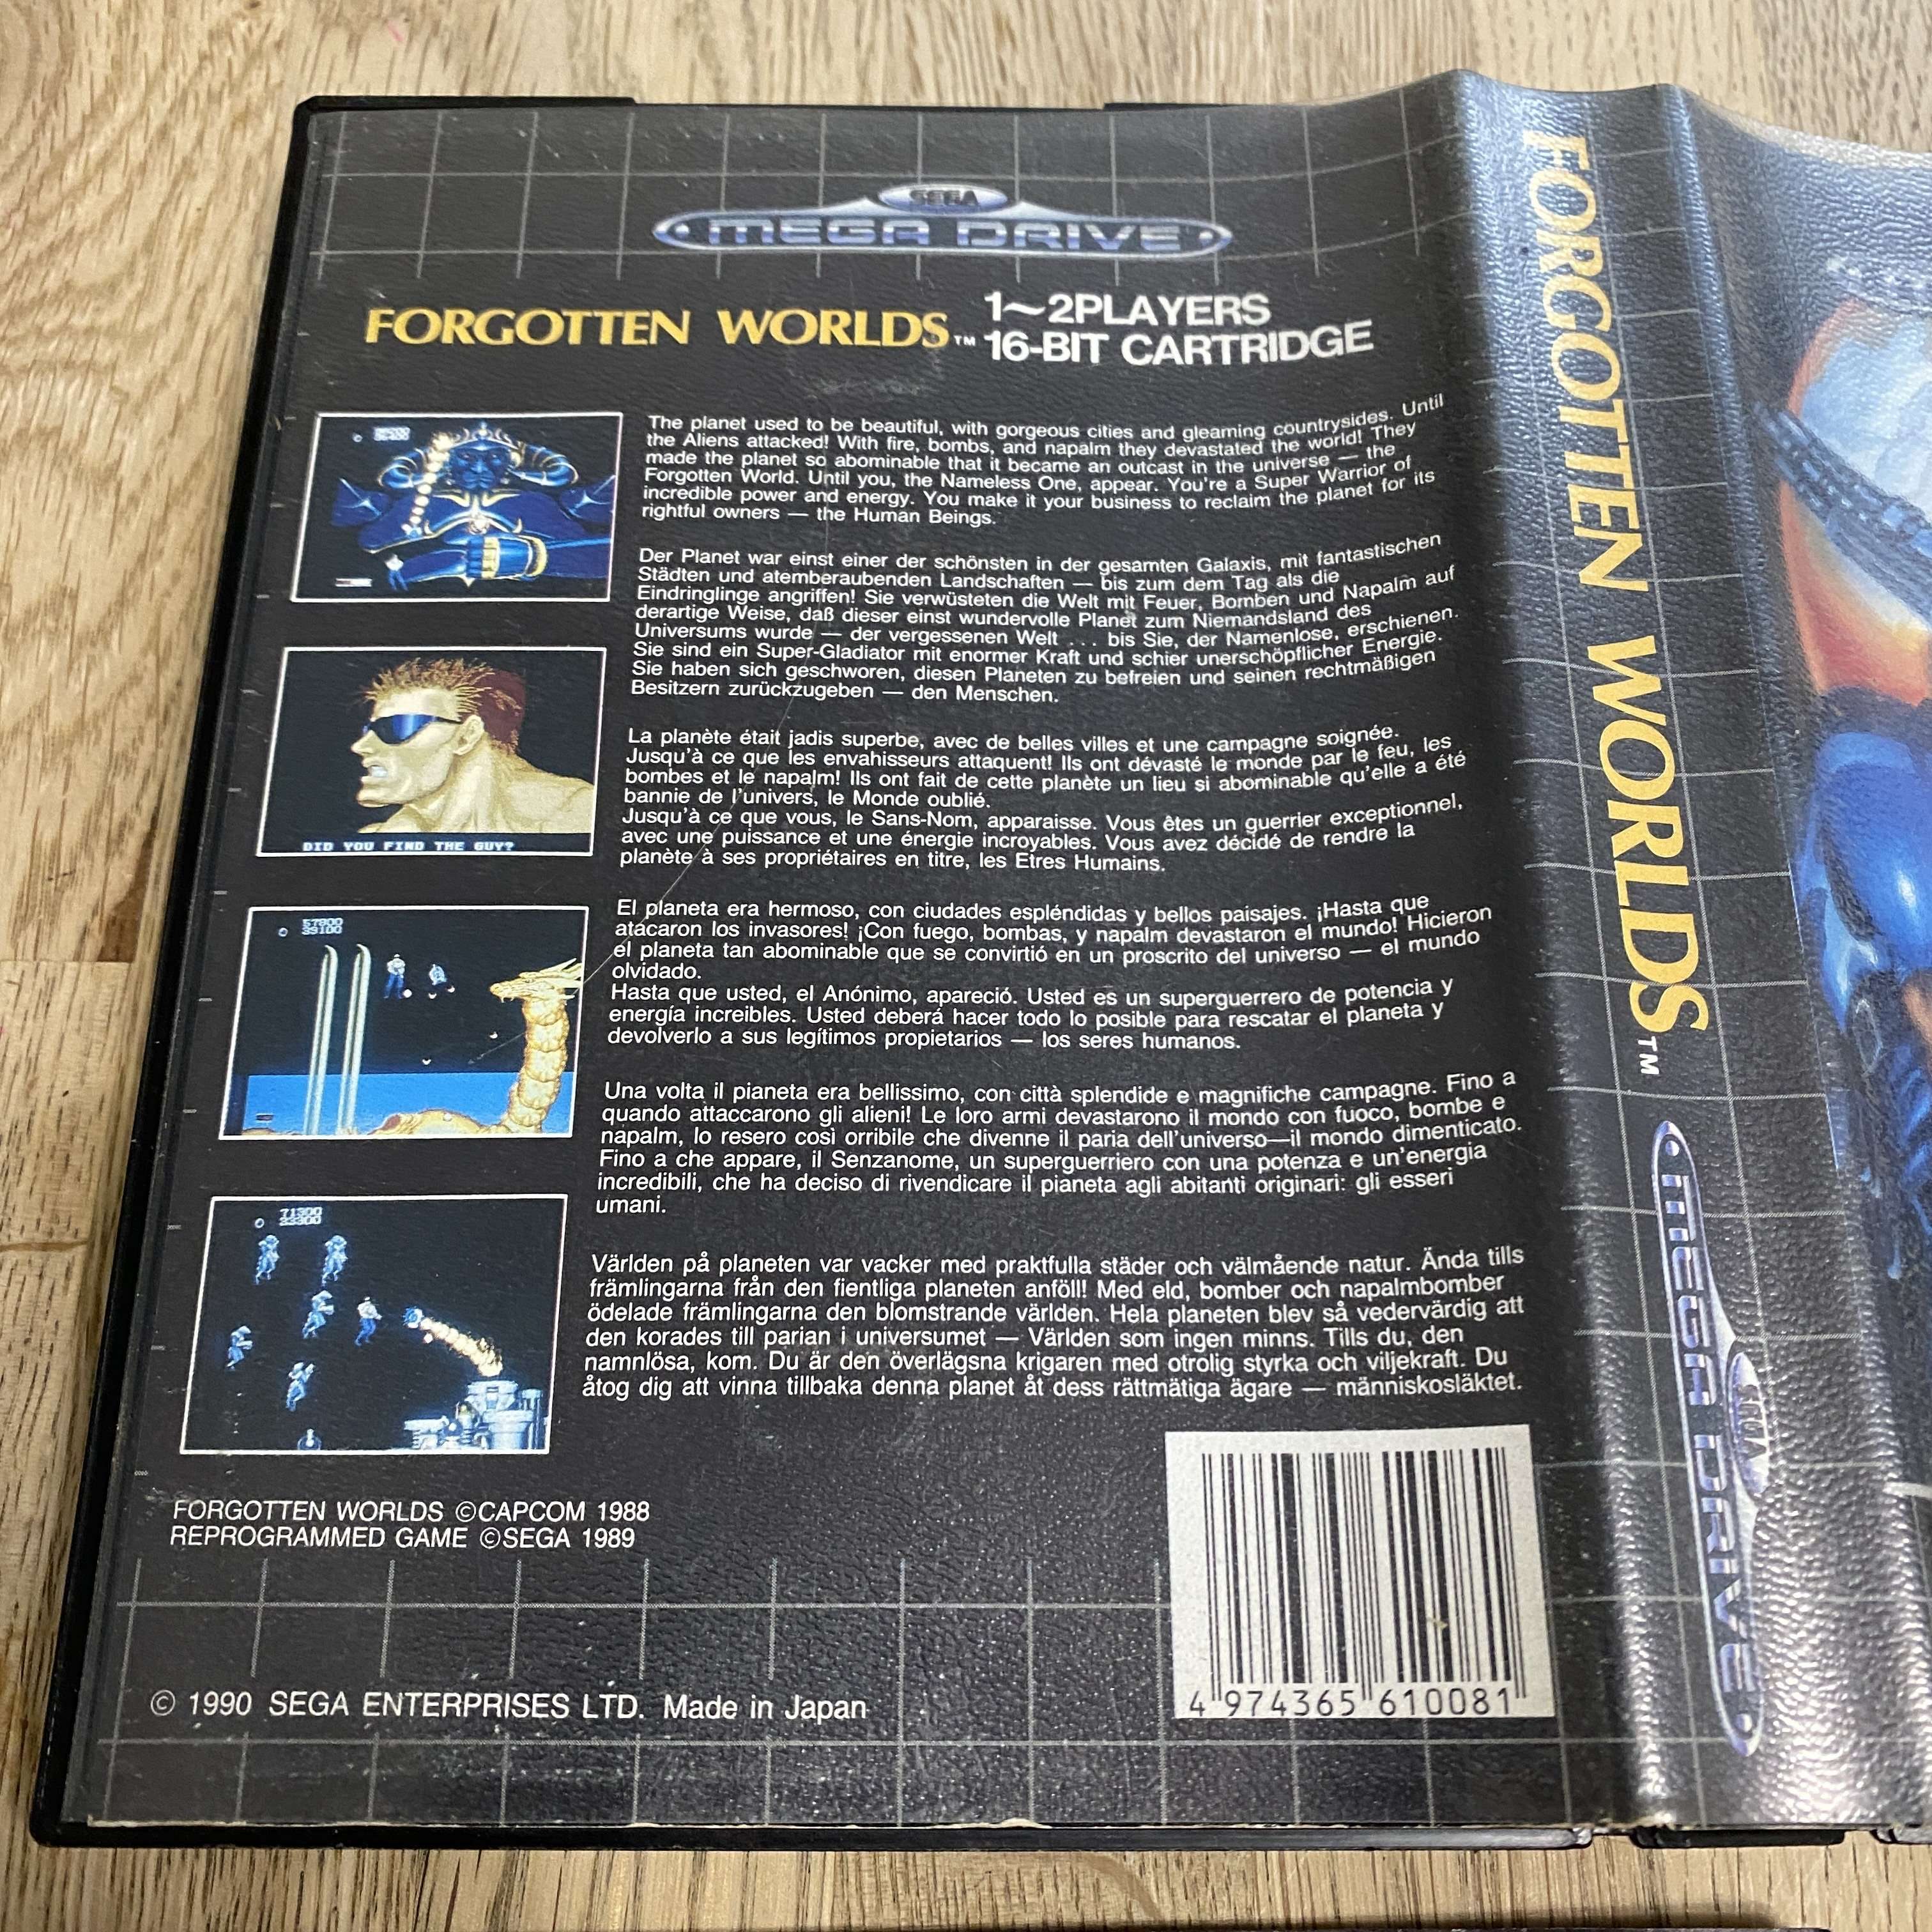 SEGA
MEGA DRIVE
FORGOTTEN WORLDS™
1~2PLAYERS
16-BIT CARTRIDGE
The planet used to be beautiful, with gorgeous cities and gleaming countrysides. Until
the Aliens attacked! With fire, bombs, and napalm they devastated the world! They
made the planet so abominable that it became an outcast in the universe — the
Forgotten World. Until you, the Nameless One, appear. You're a Super Warrior of
incredible power and energy. You make it your business to reclaim the planet for its
rightful owners — the Human Beings.
Der Planet war einst einer der schönsten in der gesamten Galaxis, mit fantastischen
Städten und atemberaubenden Landschaften — bis zum dem Tag als die
Eindringlinge angriffen! Sie verwüsteten die Welt mit Feuer, Bomben und Napalm auf
derartige Weise, daß dieser einst wundervolle Planet zum Niemandsland des
Universums wurde — der vergessenen Welt . . . bis Sie, der Namenlose, erschienen.
Sie sind ein Super-Gladiator mit enormer Kraft und schier unerschöpflicher Energie.
Sie haben sich geschworen, diesen Planeten zu befreien und seinen rechtmäßigen
Besitzern zurückzugeben — den Menschen.
La planète était jadis superbe, avec de belles villes et une campagne soignée.
Jusqu'à ce que les envahisseurs attaquent! Ils ont dévasté le monde par le feu, les
bombes et le napalm! Ils ont fait de cette planète un lieu si abominable qu'elle a été
bannie de l'univers, le Monde oublié.
Jusqu'à ce que vous, le Sans-Nom, apparaisse. Vous êtes un guerrier exceptionnel,
avec une puissance et une énergie incroyables. Vous avez décidé de rendre la
planète à ses propriétaires en titre, les Etres Humains.
El planeta era hermoso, con ciudades espléndidas y bellos paisajes. ¡Hasta que
atacaron los invasores! ¡Con fuego, bombas, y napalm devastaron el mundo! Hicieron
el planeta tan abominable que se convirtió en un proscrito del universo — el mundo
olvidado.
Hasta que usted, el Anónimo, apareció. Usted es un superguerrero de potencia y
energía increibles. Usted deberá hacer todo lo posible para rescatar el planeta y
devolverlo a sus legítimos propietarios — los seres humanos.
Una volta il pianeta era bellissimo, con città splendide e magnifiche campagne. Fino a
quando attaccarono gli alieni! Le loro armi devastarono il mondo con fuoco, bombe e
napalm, lo resero così orribile che divenne il paria dell'universo—il mondo dimenticato.
Fino a che appare, il Senzanome, un superguerriero con una potenza e un'energia
incredibili, che ha deciso di rivendicare il pianeta agli abitanti originari: gli esseri
umani.
Världen på planeten var vacker med praktfulla städer och välmående natur. Ända tills
främlingarna från den fientliga planeten anföll! Med eld, bomber och napalmbomber
ödelade främlingarna den blomstrande världen. Hela planeten blev så vedervärdig att
den korades till parian i universumet — Världen som ingen minns. Tills du, den
namnlösa, kom. Du är den överlägsna krigaren med otrolig styrka och viljekraft. Du
åtog dig att vinna tillbaka denna planet åt dess rättmätiga ägare — människosläktet.
DID YOU FIND THE GUY?
57800
39100
71300
33300
FORGOTTEN WORLDS ©CAPCOM 1988
REPROGRAMMED GAME ©SEGA 1989
© 1990 SEGA ENTERPRISES LTD. Made in Japan
4 974365 610081
FORGOTTEN WORLDS™
SEGA
MEGA DRIVE